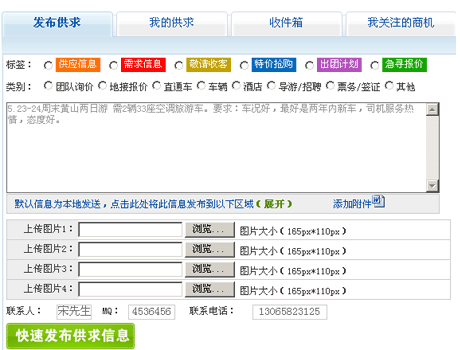 发布供求 我的供求 收件箱 我关注的商机
标签： 供应信息 需求信息 敬请收客 特价抢购 出团计划 急寻报价
类别： 团队询价 地接报价 直通车 车辆 酒店 导游/招聘 票务/签证 其他
5.23-24周末黄山两日游 需2辆33座空调旅游车。要求：车况好，最好是两年内新车，司机服务热
情，态度好。
默认信息为本地发送，点击此处将此信息发布到以下区域（展开） 添加附件
上传图片1： 浏览... 图片大小（165px*110px）
上传图片2： 浏览... 图片大小（165px*110px）
上传图片3： 浏览... 图片大小（165px*110px）
上传图片4： 浏览... 图片大小（165px*110px）
联系人： 宋先生 MQ： 4536456 联系电话： 13065823125
快速发布供求信息